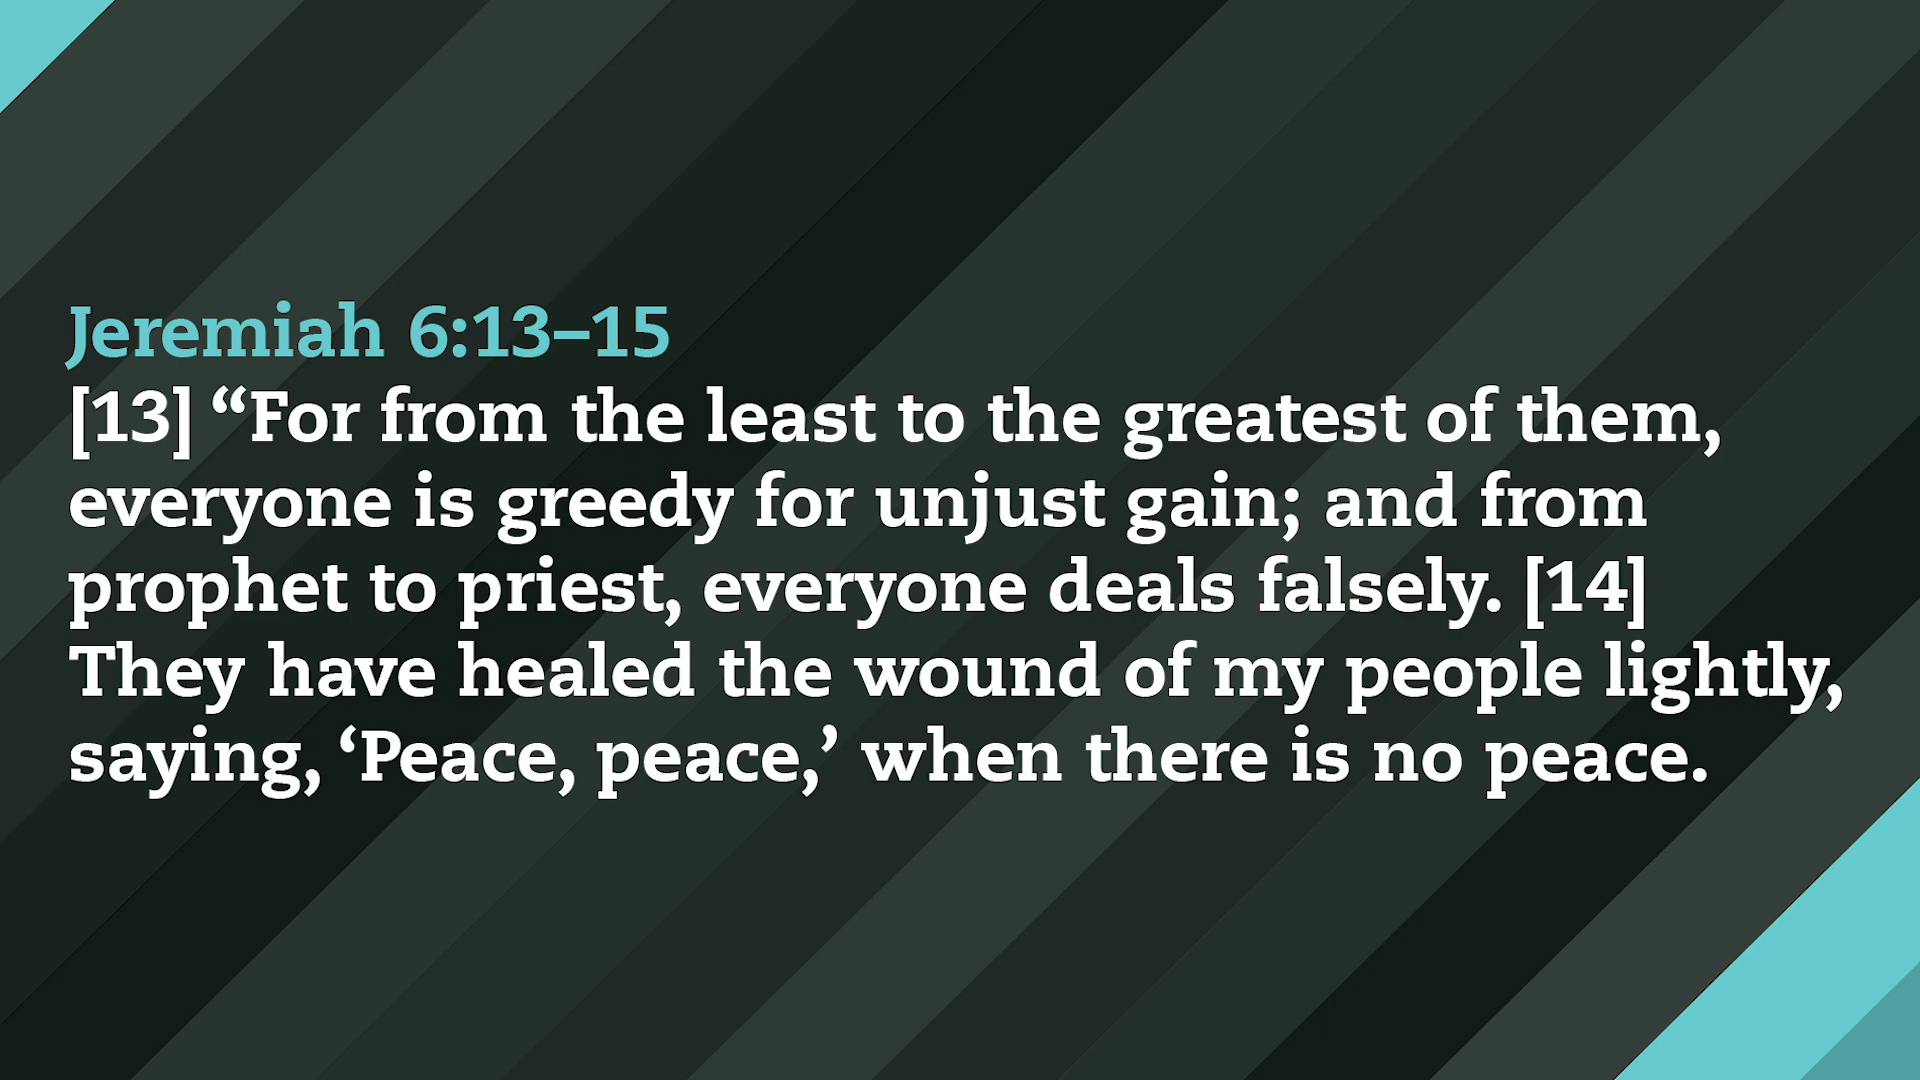 Jeremiah 6:13–15
[13] “For from the least to the greatest of them,
everyone is greedy for unjust gain; and from
prophet to priest, everyone deals falsely. [14]
They have healed the wound of my people lightly,
saying, ‘Peace, peace,’ when there is no peace.